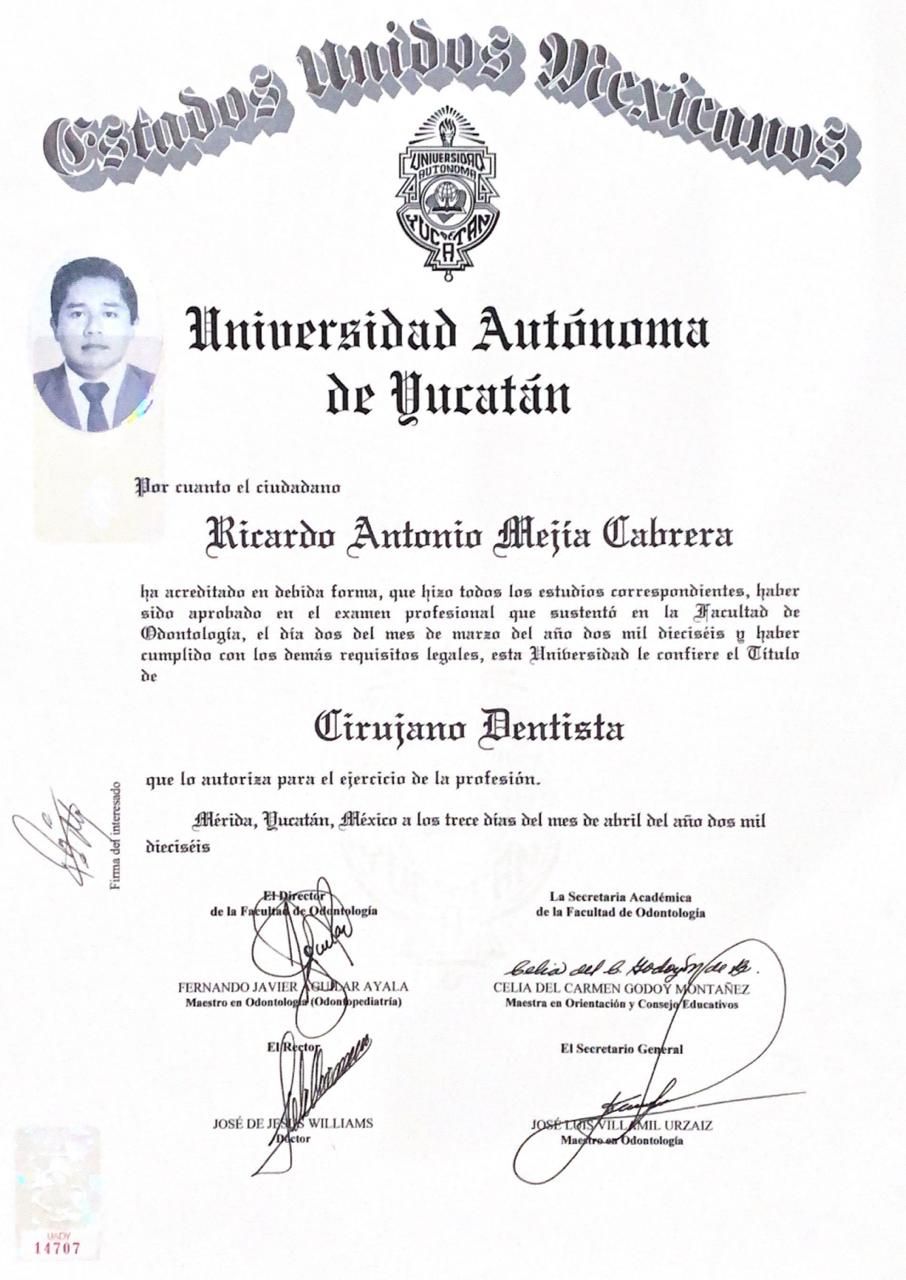 Estados Unidos Mexicanos
UNIVERSIDAD
AUTONOMA
DE
YUCATAN
Universidad Autónoma
de Yucatán
Por cuanto el ciudadano
Ricardo Antonio Mejía Cabrera
ha acreditado en debida forma, que hizo todos los estudios correspondientes, haber
sido aprobado en el examen profesional que sustentó en la Facultad de
Odontología, el día dos del mes de marzo del año dos mil dieciséis y haber
cumplido con los demás requisitos legales, esta Universidad le confiere el Título
de
Cirujano Dentista
que lo autoriza para el ejercicio de la profesión.
Mérida, Yucatán, México a los trece días del mes de abril del año dos mil
dieciséis
Firma del interesado
El Director
de la Facultad de Odontología
FERNANDO JAVIER AGUILAR AYALA
Maestro en Odontología (Odontopediatría)
La Secretaria Académica
de la Facultad de Odontología
CELIA DEL CARMEN GODOY MONTAÑEZ
Maestra en Orientación y Consejo Educativos
El Rector
JOSÉ DE JESÚS WILLIAMS
Doctor
El Secretario General
JOSÉ LUIS VILLAMIL URZAIZ
Maestro en Odontología
UADY
14707